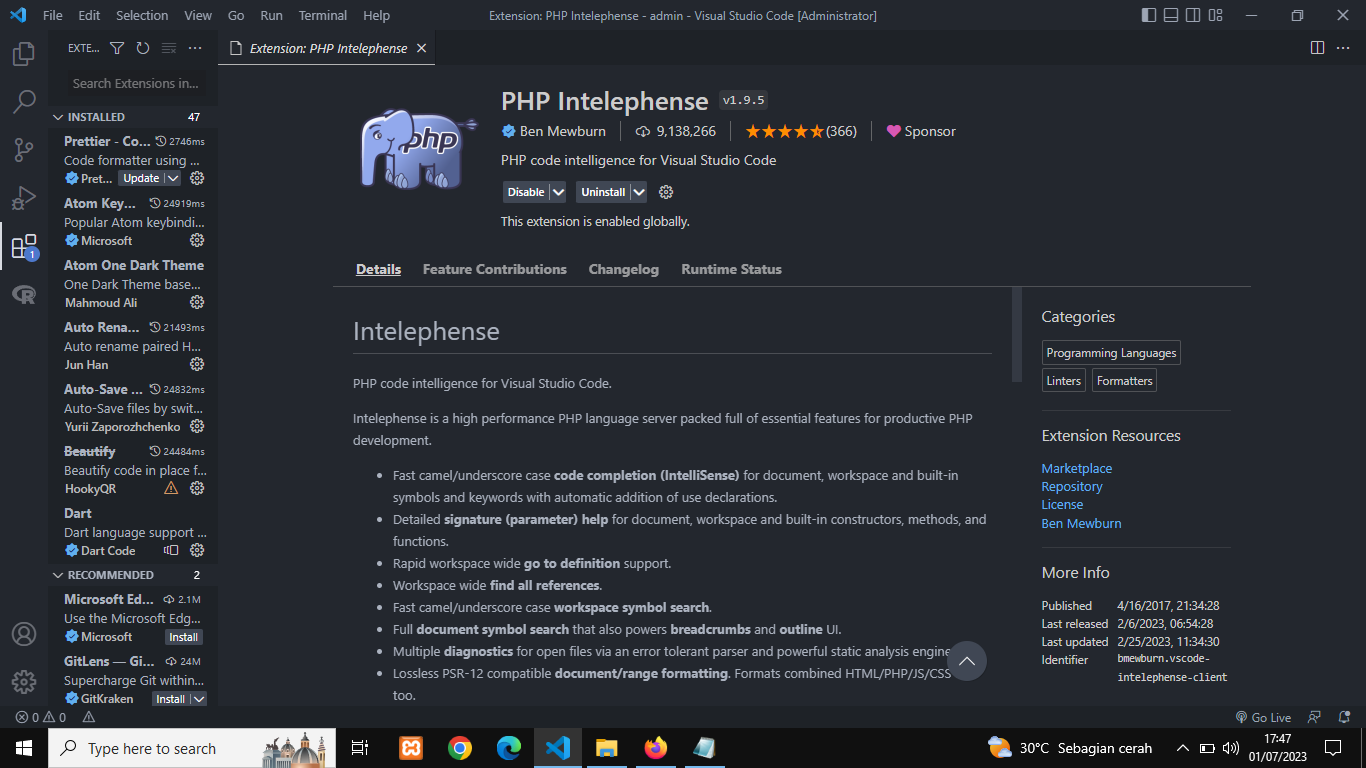 File Edit Selection View Go Run Terminal Help
Extension: PHP Intelephense - admin - Visual Studio Code [Administrator]
EXTE...
Search Extensions in...
INSTALLED 47
Prettier - Co... 2746ms
Code formatter using ...
Pret... Update
Atom Key... 24919ms
Popular Atom keybindi...
Microsoft
Atom One Dark Theme
One Dark Theme base...
Mahmoud Ali
Auto Rena... 21493ms
Auto rename paired H...
Jun Han
Auto-Save ... 24832ms
Auto-Save files by swit...
Yurii Zaporozhchenko
Beautify 24484ms
Beautify code in place f...
HookyQR
Dart
Dart language support ...
Dart Code
RECOMMENDED 2
Microsoft Ed... 2.1M
Use the Microsoft Edg...
Microsoft Install
GitLens — Gi... 24M
Supercharge Git within...
GitKraken Install
1
Extension: PHP Intelephense
php
PHP Intelephense v1.9.5
Ben Mewburn 9,138,266 (366) Sponsor
PHP code intelligence for Visual Studio Code
Disable Uninstall
This extension is enabled globally.
Details Feature Contributions Changelog Runtime Status
Intelephense
PHP code intelligence for Visual Studio Code.
Intelephense is a high performance PHP language server packed full of essential features for productive PHP
development.
• Fast camel/underscore case code completion (IntelliSense) for document, workspace and built-in
symbols and keywords with automatic addition of use declarations.
• Detailed signature (parameter) help for document, workspace and built-in constructors, methods, and
functions.
• Rapid workspace wide go to definition support.
• Workspace wide find all references.
• Fast camel/underscore case workspace symbol search.
• Full document symbol search that also powers breadcrumbs and outline UI.
• Multiple diagnostics for open files via an error tolerant parser and powerful static analysis engine
• Lossless PSR-12 compatible document/range formatting. Formats combined HTML/PHP/JS/CSS
too.
Categories
Programming Languages
Linters Formatters
Extension Resources
Marketplace
Repository
License
Ben Mewburn
More Info
Published 4/16/2017, 21:34:28
Last released 2/6/2023, 06:54:28
Last updated 2/25/2023, 11:34:30
Identifier bmewburn.vscode-
intelephense-client
0 0
Go Live
Type here to search
30°C Sebagian cerah
17:47
01/07/2023